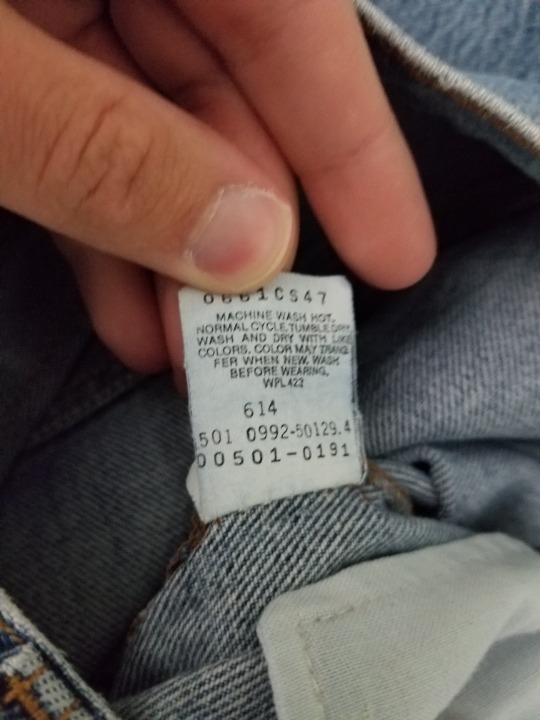 0661CS47
MACHINE WASH HOT,
NORMAL CYCLE, TUMBLE DRY.
WASH AND DRY WITH LIKE
COLORS. COLOR MAY TRANS
FER WHEN NEW. WASH
BEFORE WEARING.
WPL423
614
501 0992-50129.4
00501-0191